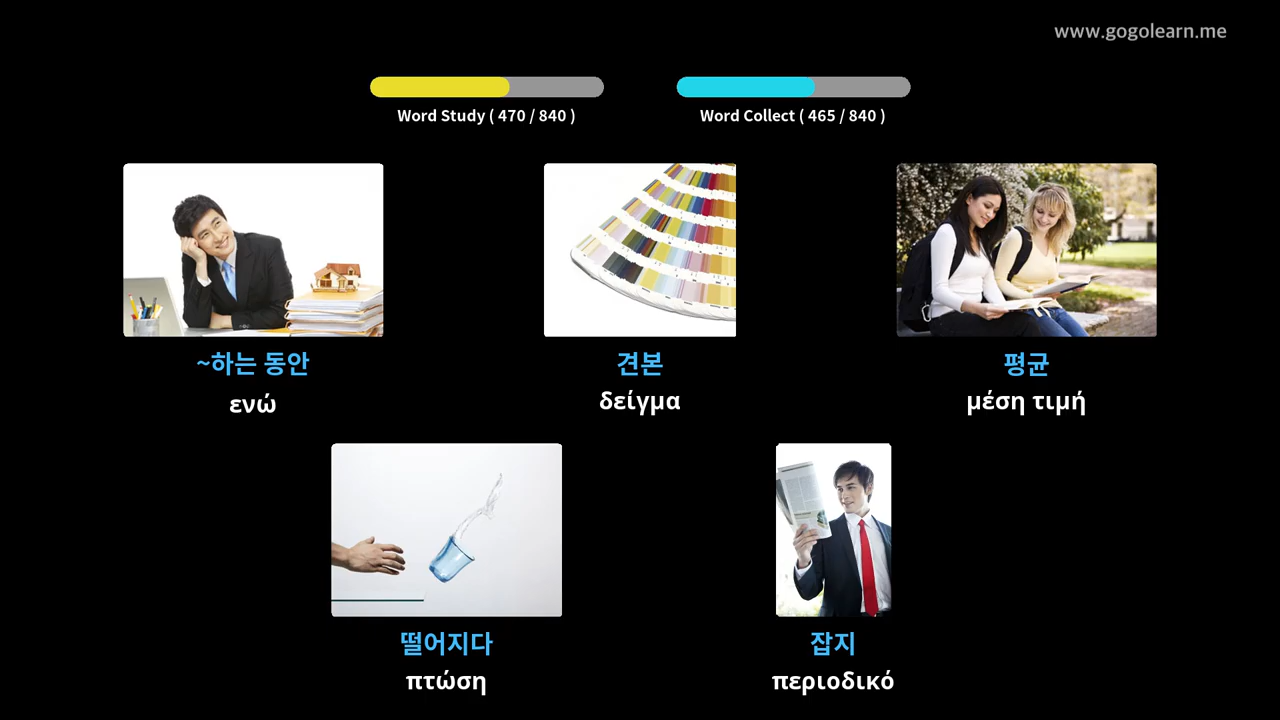 www.gogolearn.me
Word Study ( 470 / 840 )
Word Collect ( 465 / 840 )
~하는 동안
ενώ
견본
δείγμα
평균
μέση τιμή
떨어지다
πτώση
잡지
περιοδικό